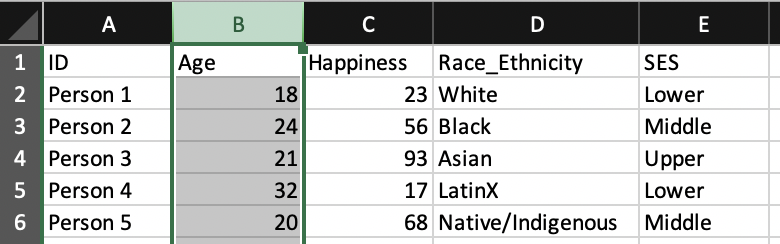 A B C D E
1 ID Age Happiness Race_Ethnicity SES
2 Person 1 18 23 White Lower
3 Person 2 24 56 Black Middle
4 Person 3 21 93 Asian Upper
5 Person 4 32 17 LatinX Lower
6 Person 5 20 68 Native/Indigenous Middle